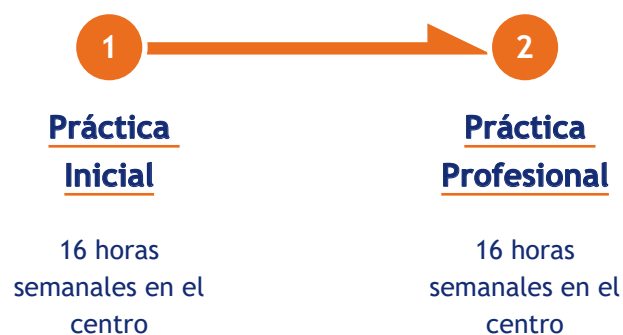 1
2
Práctica
Inicial
16 horas
semanales en el
centro
Práctica
Profesional
16 horas
semanales en el
centro